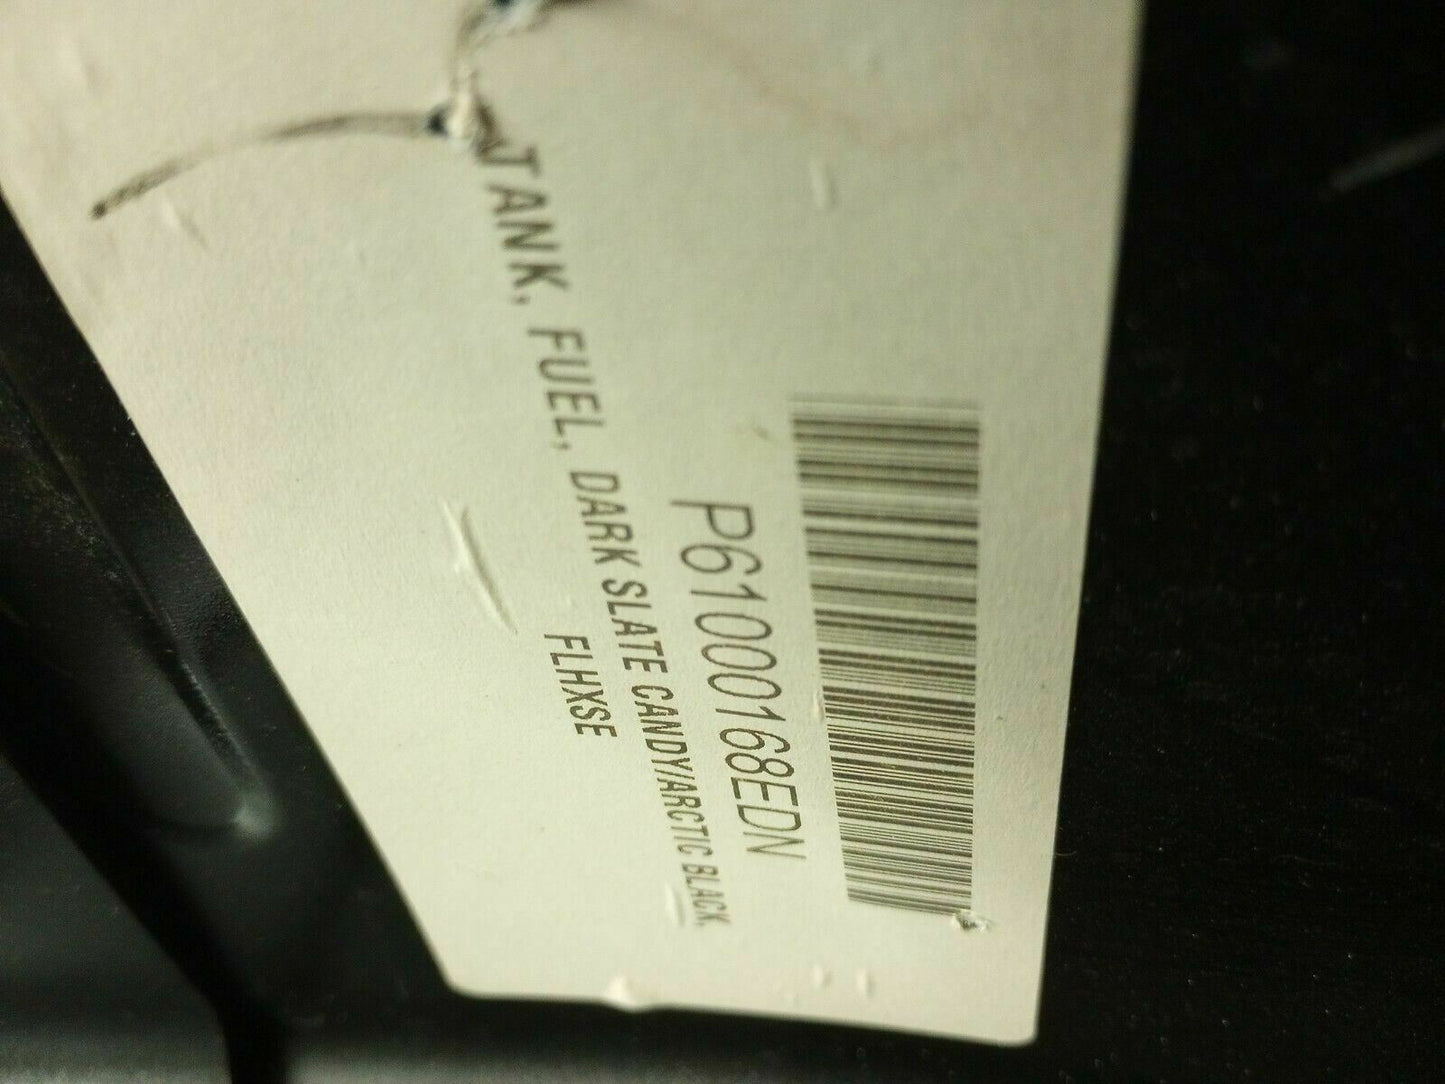 P61000168EDN
TANK, FUEL, DARK SLATE CANDY/ARCTIC BLACK
FLHXSE